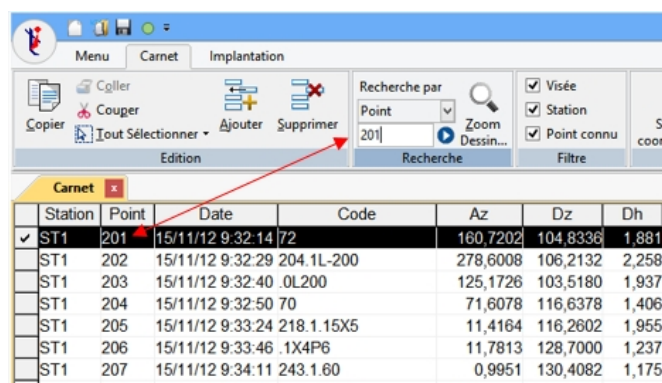 Menu Carnet Implantation
Copier
Coller
Couper
Tout Sélectionner
Ajouter
Supprimer
Edition
Recherche par
Point
201
Zoom
Dessin...
Recherche
Visée
Station
Point connu
Filtre
S
coor
Carnet x
Station Point Date Code Az Dz Dh
ST1 201 15/11/12 9:32:14 72 160,7202 104,8336 1,881
ST1 202 15/11/12 9:32:29 204.1L-200 278,6008 106,2132 2,258
ST1 203 15/11/12 9:32:40 .0L200 125,1726 103,5180 1,937
ST1 204 15/11/12 9:32:50 70 71,6078 116,6378 1,406
ST1 205 15/11/12 9:33:24 218.1.15X5 11,4164 116,2602 1,955
ST1 206 15/11/12 9:33:46 .1X4P6 11,7813 128,7000 1,237
ST1 207 15/11/12 9:34:11 243.1.60 0,9951 130,4082 1,175